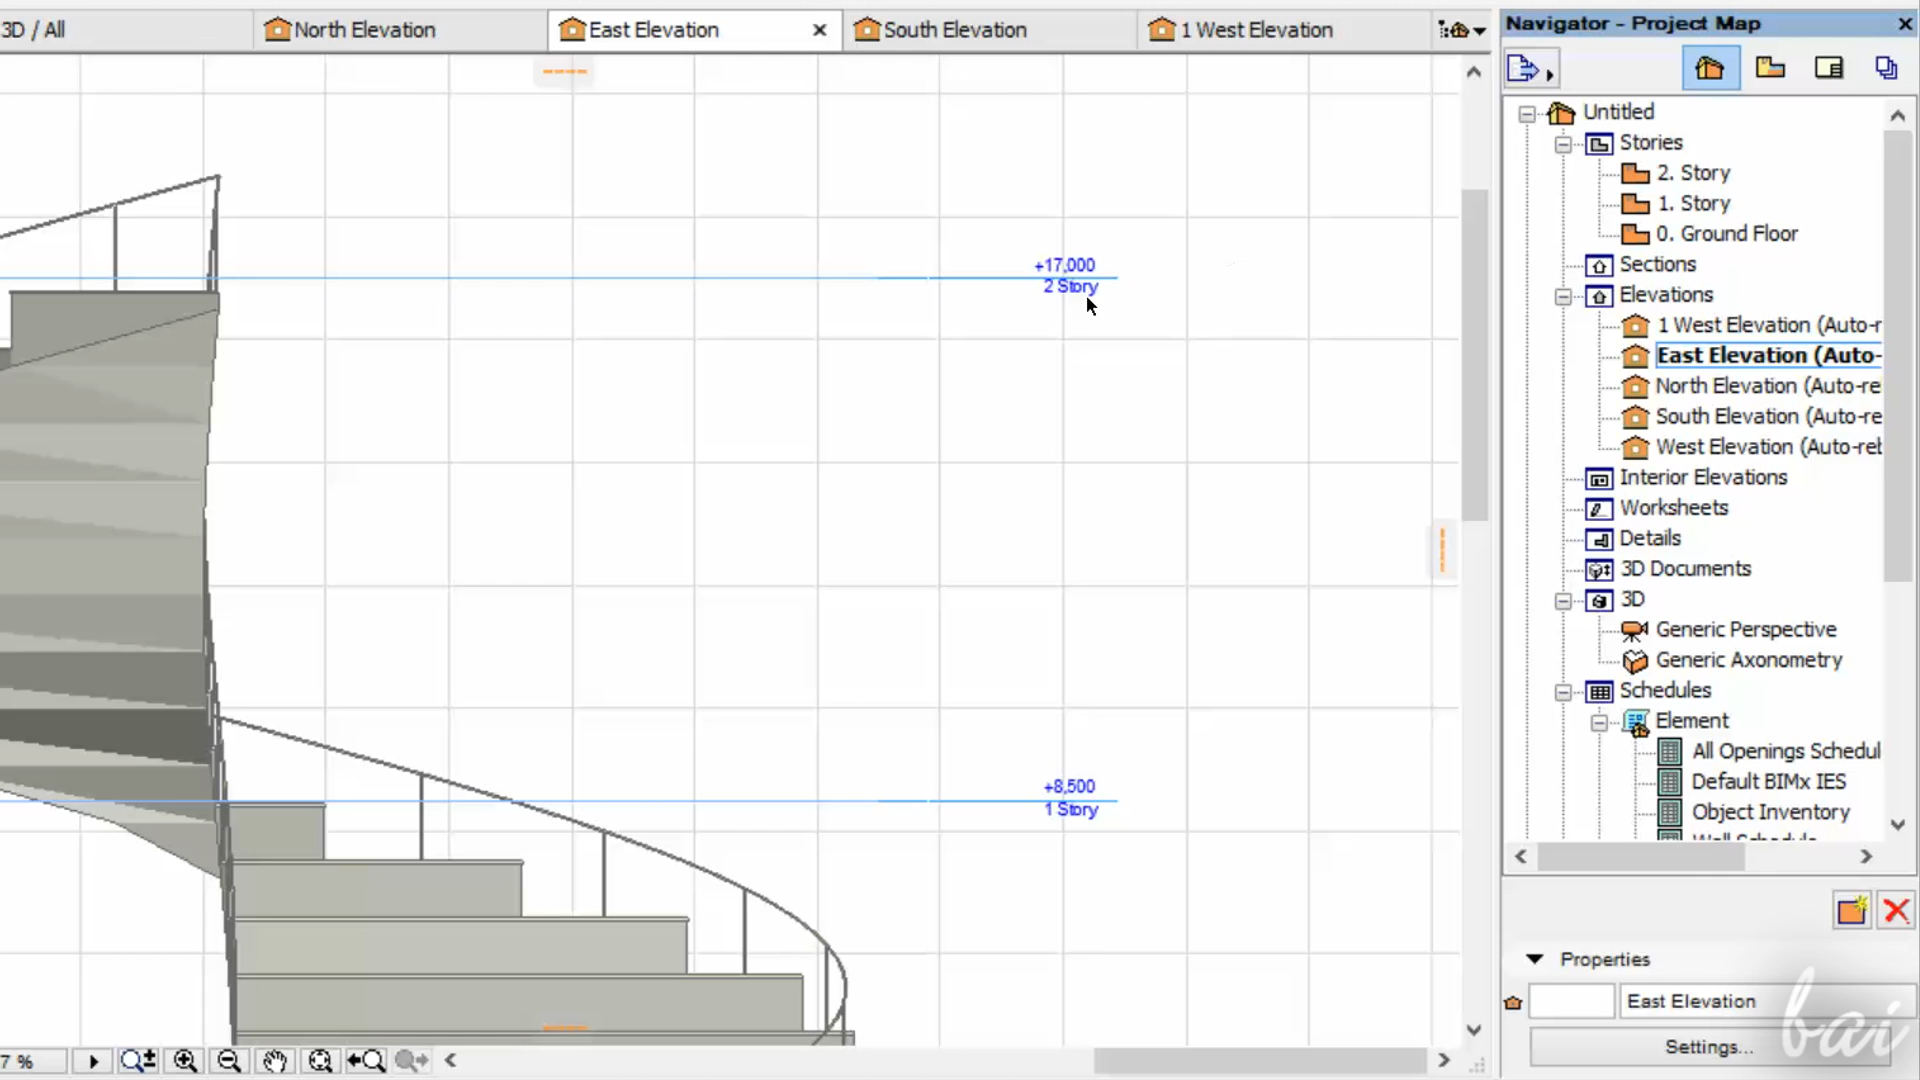 3D / All
North Elevation
East Elevation
South Elevation
1 West Elevation
Navigator - Project Map
Untitled
Stories
2. Story
1. Story
0. Ground Floor
Sections
Elevations
1 West Elevation (Auto-r
East Elevation (Auto-
North Elevation (Auto-re
South Elevation (Auto-re
West Elevation (Auto-reb
Interior Elevations
Worksheets
Details
3D Documents
3D
Generic Perspective
Generic Axonometry
Schedules
Element
All Openings Schedul
Default BIMx IES
Object Inventory
Wall Schedule
+17,000
2 Story
+8,500
1 Story
Properties
East Elevation
Settings...
7 %
bai